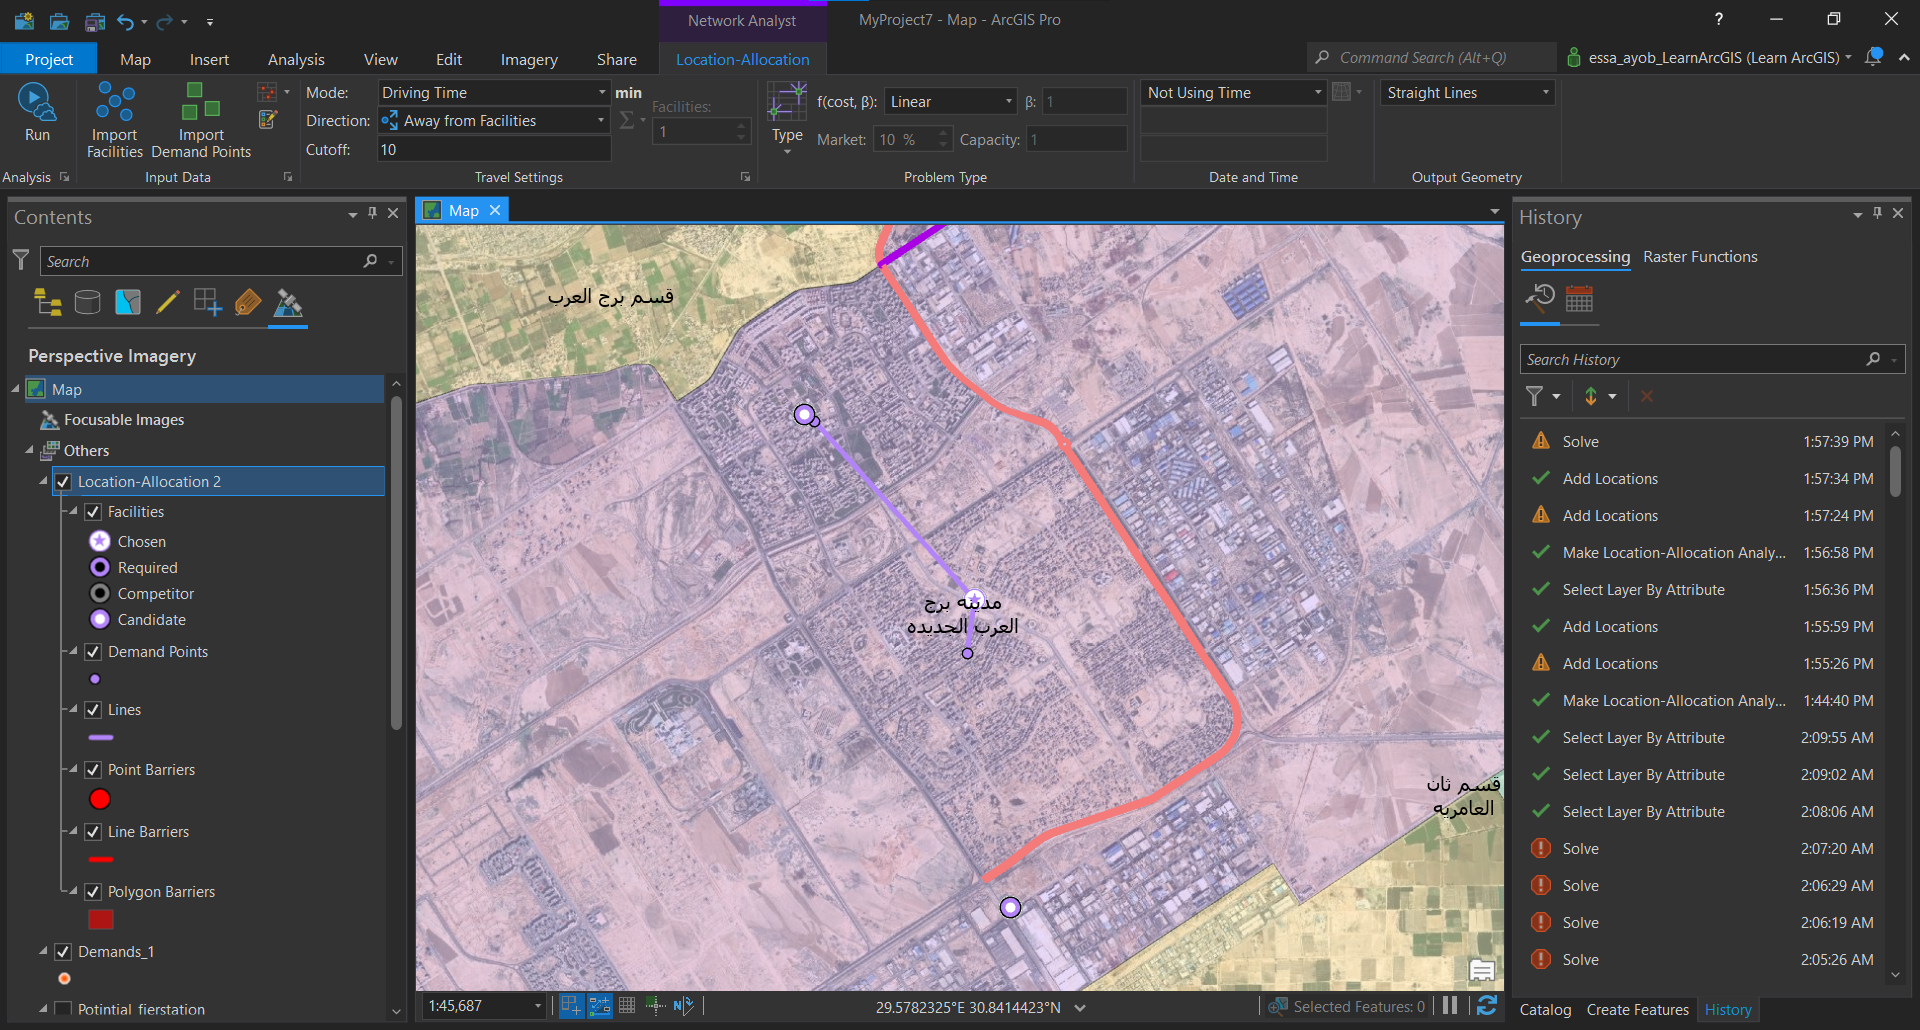 Network Analyst
MyProject7 - Map - ArcGIS Pro
?
Project
Map
Insert
Analysis
View
Edit
Imagery
Share
Location-Allocation
Command Search (Alt+Q)
essa_ayob_LearnArcGIS (Learn ArcGIS)
Run
Import
Facilities
Import
Demand Points
Mode:
Driving Time
min
Direction:
Away from Facilities
Cutoff:
10
Facilities:
1
Type
f(cost, β):
Linear
β:
1
Market:
10 %
Capacity:
1
Not Using Time
Straight Lines
Analysis
Input Data
Travel Settings
Problem Type
Date and Time
Output Geometry
Contents
Search
Perspective Imagery
Map
Focusable Images
Others
Location-Allocation 2
Facilities
Chosen
Required
Competitor
Candidate
Demand Points
Lines
Point Barriers
Line Barriers
Polygon Barriers
Demands_1
Potintial_fierstation
Map
قسم برج العرب
مدينه برج
العرب الجديده
قسم ثان
العامريه
1:45,687
29.5782325°E 30.8414423°N
Selected Features: 0
History
Geoprocessing
Raster Functions
Search History
Solve 1:57:39 PM
Add Locations 1:57:34 PM
Add Locations 1:57:24 PM
Make Location-Allocation Analy... 1:56:58 PM
Select Layer By Attribute 1:56:36 PM
Add Locations 1:55:59 PM
Add Locations 1:55:26 PM
Make Location-Allocation Analy... 1:44:40 PM
Select Layer By Attribute 2:09:55 AM
Select Layer By Attribute 2:09:02 AM
Select Layer By Attribute 2:08:06 AM
Solve 2:07:20 AM
Solve 2:06:29 AM
Solve 2:06:19 AM
Solve 2:05:26 AM
Catalog
Create Features
History